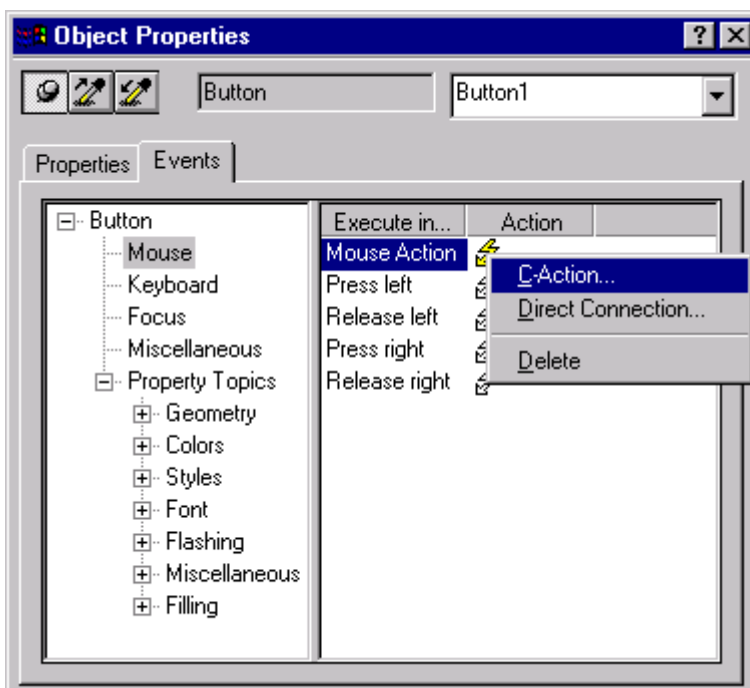 Object Properties
Button Button1
Properties Events
Button
Mouse
Keyboard
Focus
Miscellaneous
Property Topics
Geometry
Colors
Styles
Font
Flashing
Miscellaneous
Filling
Execute in... Action
Mouse Action
Press left
Release left
Press right
Release right
C-Action...
Direct Connection...
Delete